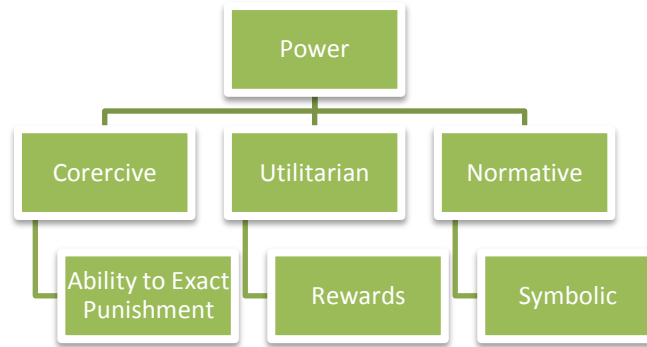 Power
Corercive
Utilitarian
Normative
Ability to Exact
Punishment
Rewards
Symbolic